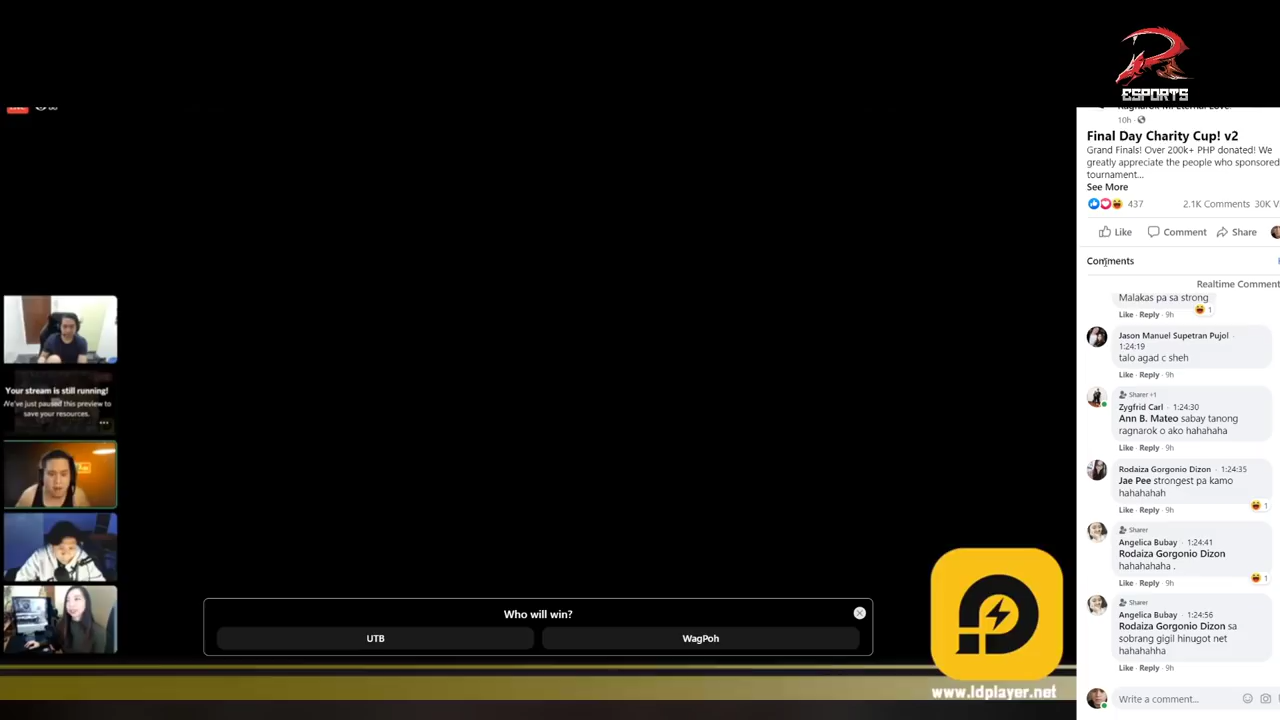 ESPORTS
10h ·
Final Day Charity Cup! v2
Grand Finals! Over 200k+ PHP donated! We
greatly appreciate the people who sponsored
tournament...
See More
437
2.1K Comments 30K V
Like Comment Share
Comments
Realtime Comment
Malakas pa sa strong
Like · Reply · 9h 1
Jason Manuel Supetran Pujol ·
1:24:19
talo agad c sheh
Like · Reply · 9h
Sharer +1
Zygfrid Carl · 1:24:30
Ann B. Mateo sabay tanong
ragnarok o ako hahahaha
Like · Reply · 9h
Rodaiza Gorgonio Dizon · 1:24:35
Jae Pee strongest pa kamo
hahahahah
Like · Reply · 9h 1
Sharer
Angelica Bubay · 1:24:41
Rodaiza Gorgonio Dizon
hahahahaha .
Like · Reply · 9h 1
Sharer
Angelica Bubay · 1:24:56
Rodaiza Gorgonio Dizon sa
sobrang gigil hinugot net
hahahahha
Like · Reply · 9h
Write a comment...
Your stream is still running!
We've just paused this preview to
save your resources.
Who will win?
UTB WagPoh
www.ldplayer.net